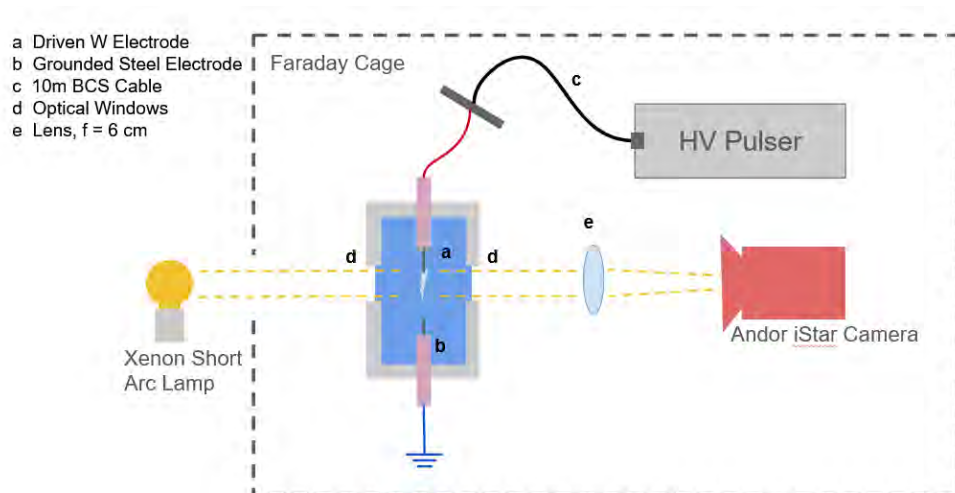 a Driven W Electrode
b Grounded Steel Electrode
c 10m BCS Cable
d Optical Windows
e Lens, f = 6 cm
Faraday Cage
c
HV Pulser
e
d
a
d
b
Xenon Short
Arc Lamp
Andor iStar Camera